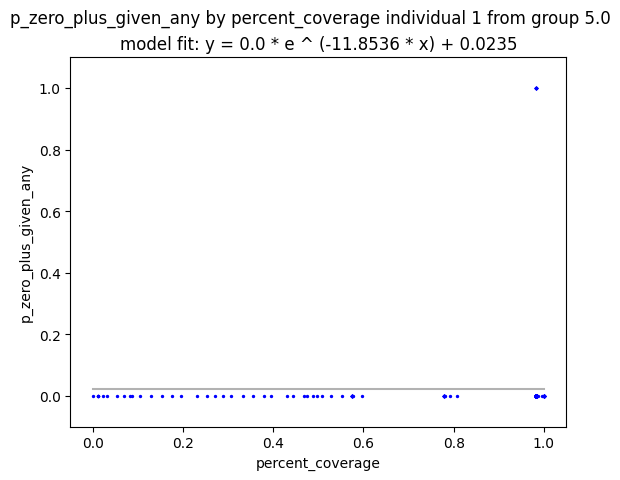 p_zero_plus_given_any by percent_coverage individual 1 from group 5.0
model fit: y = 0.0 * e ^ (-11.8536 * x) + 0.0235
p_zero_plus_given_any
1.0
0.8
0.6
0.4
0.2
0.0
0.0 0.2 0.4 0.6 0.8 1.0
percent_coverage